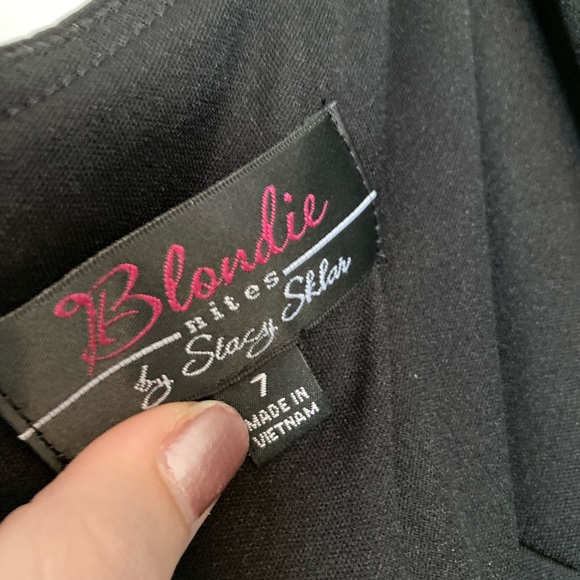 Blondie
nites
by Stacy Sklar
7
MADE IN
VIETNAM